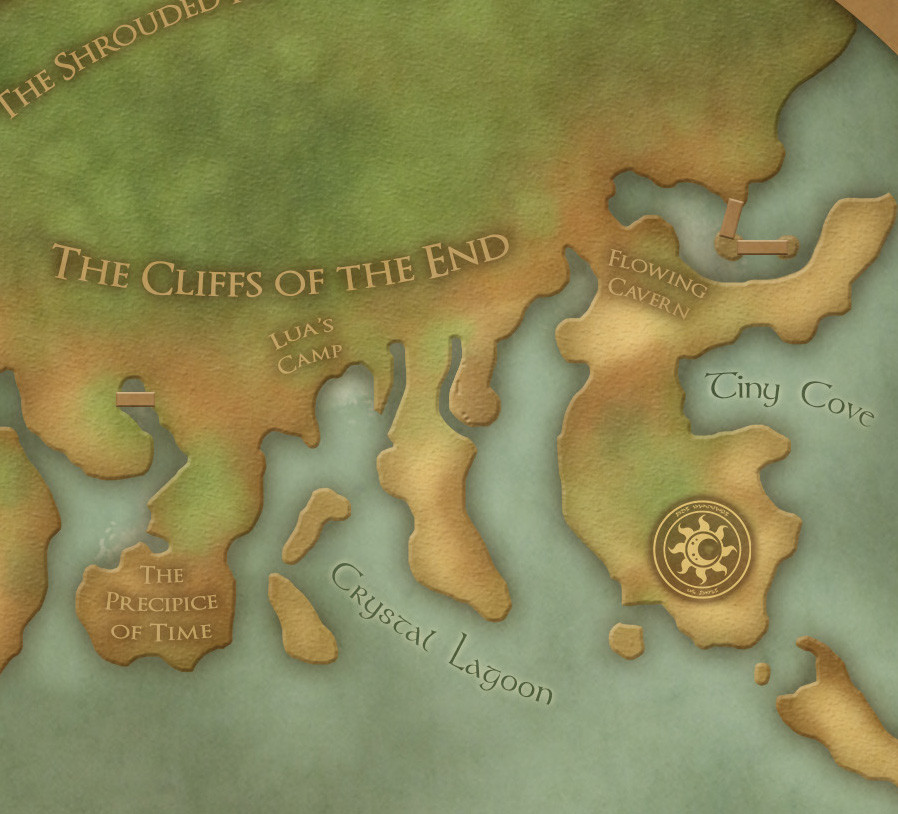 The Shrouded
The Cliffs of the End
Flowing
Cavern
Lua's
Camp
Tiny Cove
The
Precipice
of Time
Crystal Lagoon